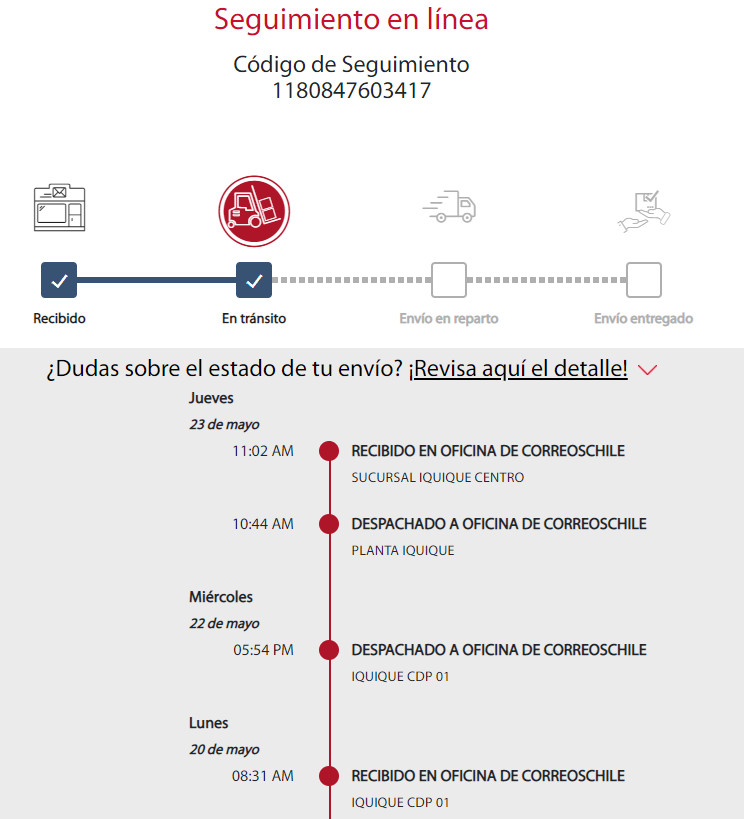 Seguimiento en línea
Código de Seguimiento
1180847603417
Recibido
En tránsito
Envío en reparto
Envío entregado
¿Dudas sobre el estado de tu envío? ¡Revisa aquí el detalle!
Jueves
23 de mayo
11:02 AM RECIBIDO EN OFICINA DE CORREOSCHILE
SUCURSAL IQUIQUE CENTRO
10:44 AM DESPACHADO A OFICINA DE CORREOSCHILE
PLANTA IQUIQUE
Miércoles
22 de mayo
05:54 PM DESPACHADO A OFICINA DE CORREOSCHILE
IQUIQUE CDP 01
Lunes
20 de mayo
08:31 AM RECIBIDO EN OFICINA DE CORREOSCHILE
IQUIQUE CDP 01